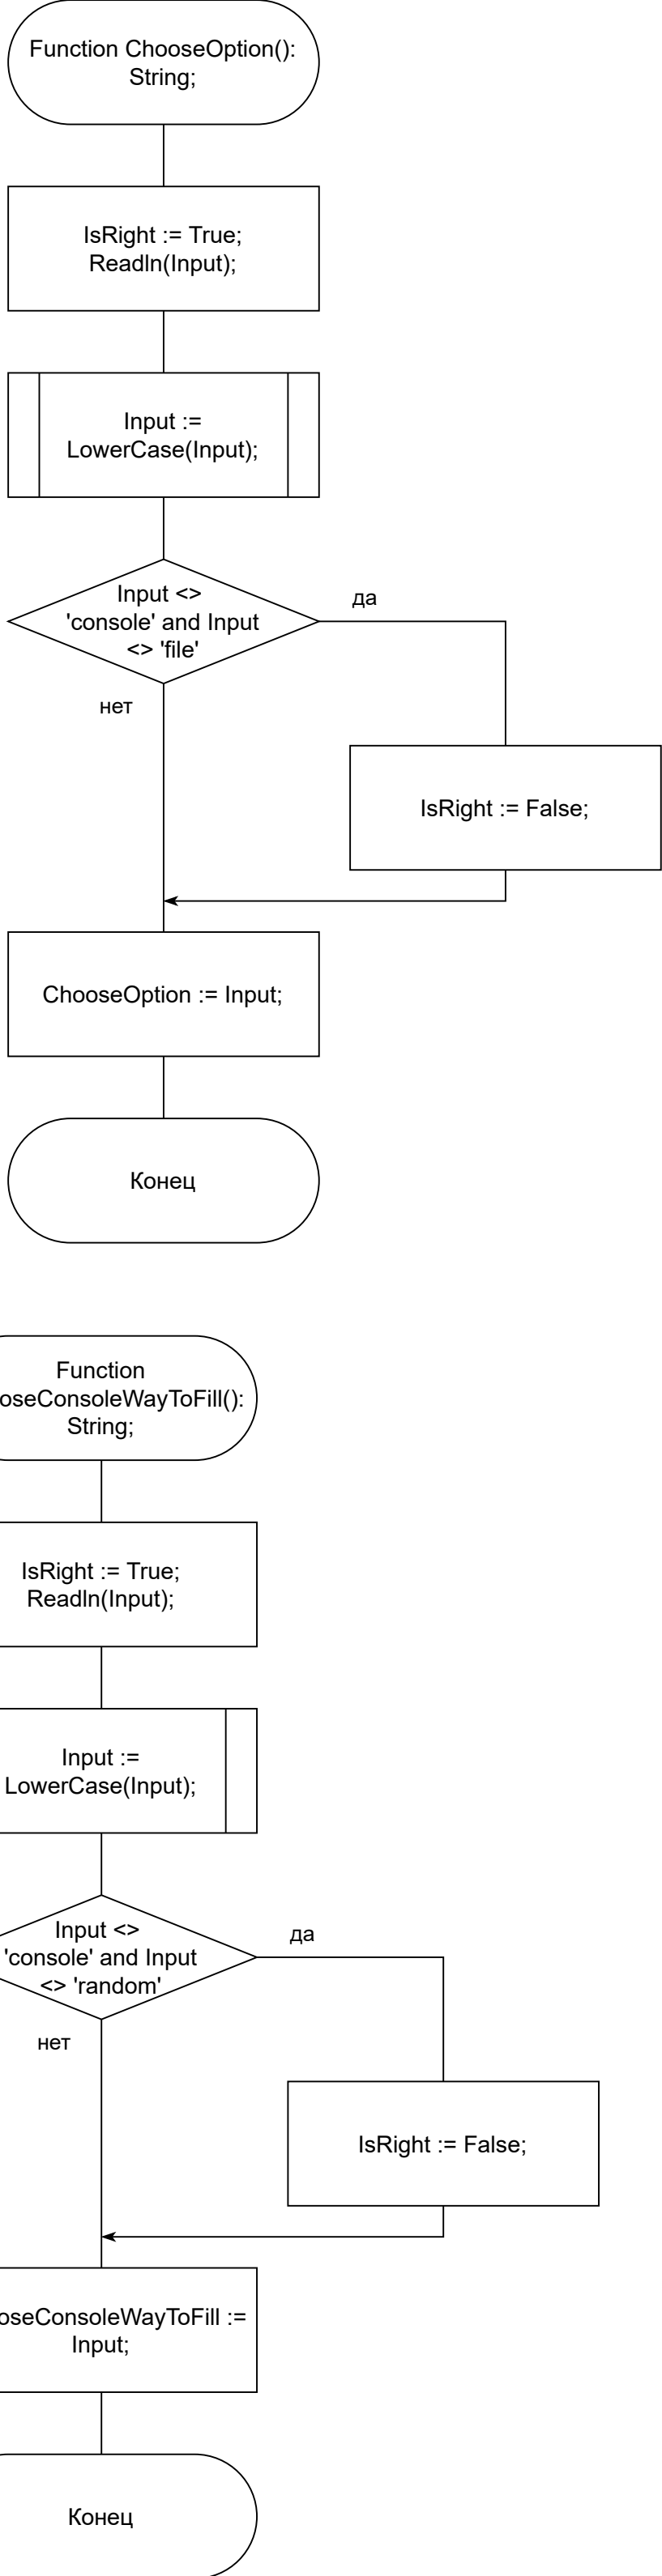 Function ChooseOption():
String;
IsRight := True;
Readln(Input);
Input :=
LowerCase(Input);
Input <>
'console' and Input
<> 'file'
да
нет
IsRight := False;
ChooseOption := Input;
Конец
Function
oseConsoleWayToFill():
String;
IsRight := True;
Readln(Input);
Input :=
LowerCase(Input);
Input <>
'console' and Input
<> 'random'
да
нет
IsRight := False;
oseConsoleWayToFill :=
Input;
Конец